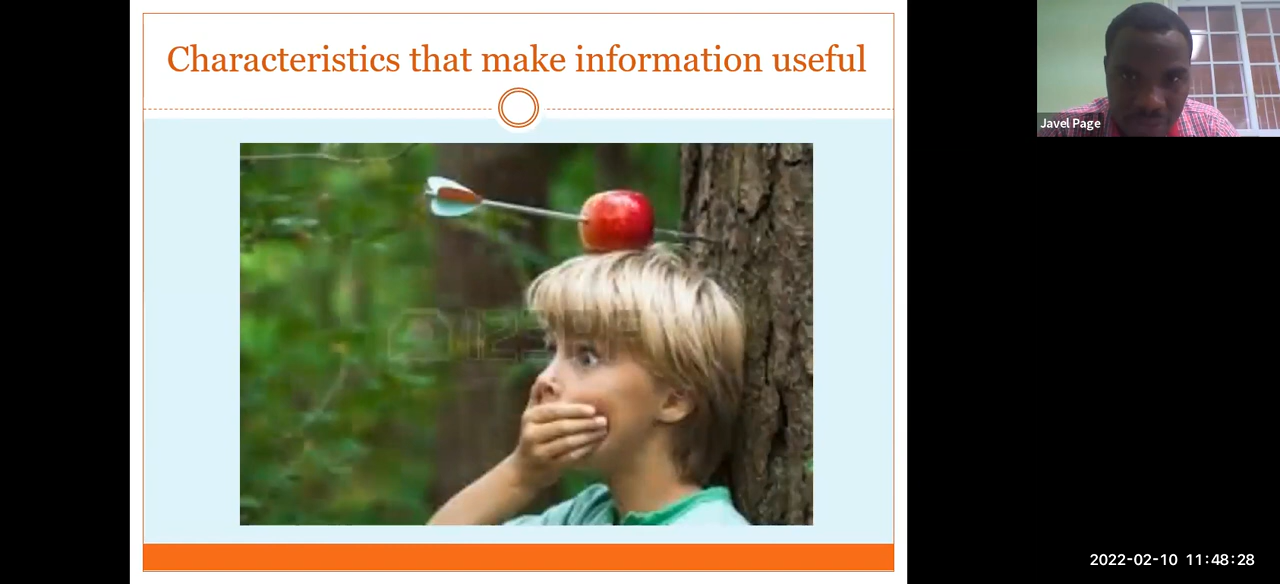 Characteristics that make information useful
Javel Page
2022-02-10 11:48:28